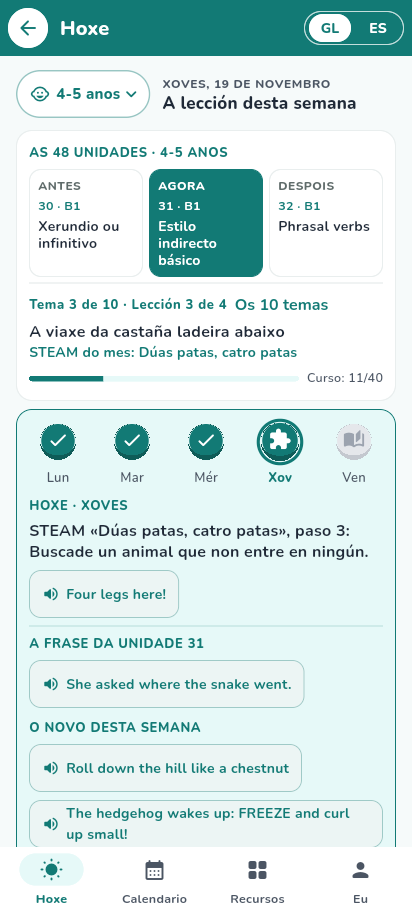 Hoxe
GL ES
4-5 anos
XOVES, 19 DE NOVEMBRO
A lección desta semana
AS 48 UNIDADES · 4-5 ANOS
ANTES
30 · B1
Xerundio ou
infinitivo
AGORA
31 · B1
Estilo
indirecto
básico
DESPOIS
32 · B1
Phrasal verbs
Tema 3 de 10 · Lección 3 de 4 Os 10 temas
A viaxe da castaña ladeira abaixo
STEAM do mes: Dúas patas, catro patas
Curso: 11/40
Lun Mar Mér Xov Ven
HOXE · XOVES
STEAM «Dúas patas, catro patas», paso 3:
Buscade un animal que non entre en ningún.
Four legs here!
A FRASE DA UNIDADE 31
She asked where the snake went.
O NOVO DESTA SEMANA
Roll down the hill like a chestnut
The hedgehog wakes up: FREEZE and curl
up small!
Hoxe Calendario Recursos Eu